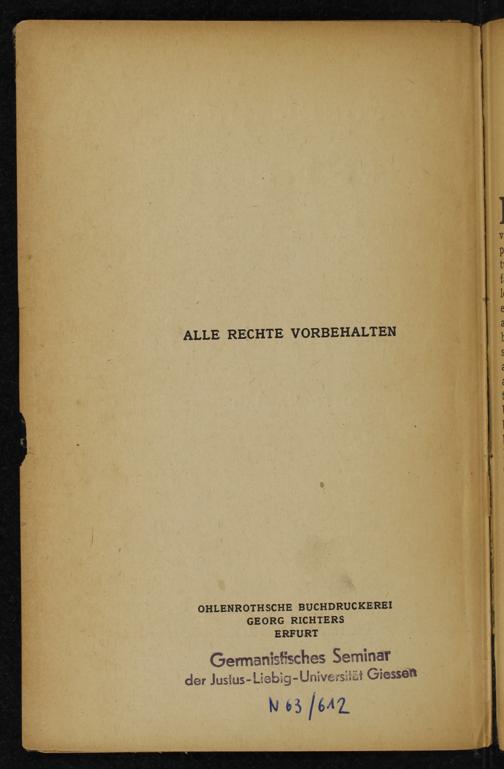 ALLE RECHTE VORBEHALTEN
OHLENROTHSCHE BUCHDRUCKEREI
GEORG RICHTERS
ERFURT
Germanistisches Seminar
der Justus-Liebig-Universität Giessen
N 63/612